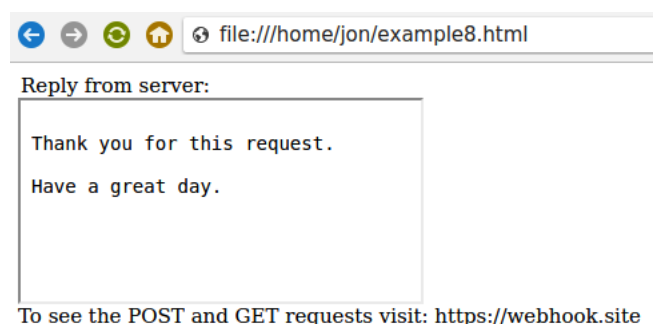 file:///home/jon/example8.html
Reply from server:
Thank you for this request.
Have a great day.
To see the POST and GET requests visit: https://webhook.site